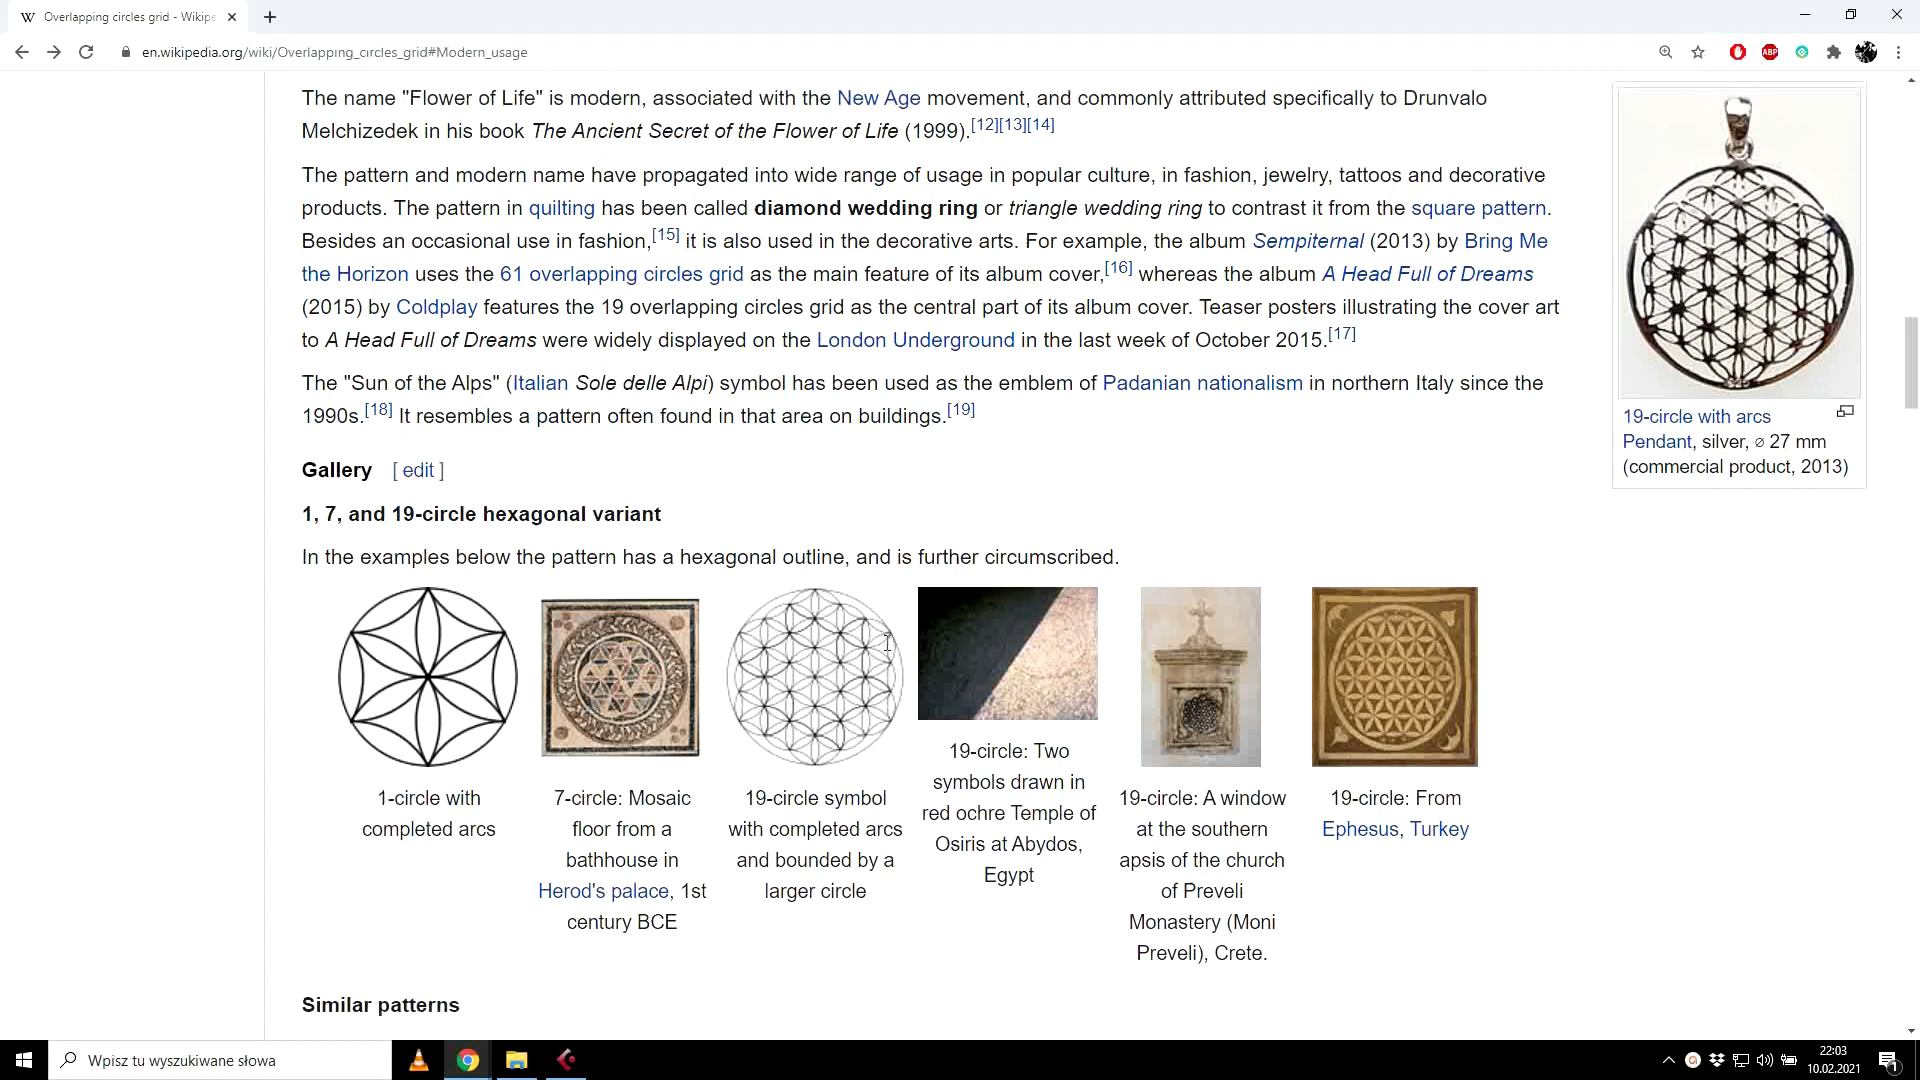 Overlapping circles grid - Wikipe
en.wikipedia.org/wiki/Overlapping_circles_grid#Modern_usage
ABP
The name "Flower of Life" is modern, associated with the New Age movement, and commonly attributed specifically to Drunvalo
Melchizedek in his book The Ancient Secret of the Flower of Life (1999).[12][13][14]
The pattern and modern name have propagated into wide range of usage in popular culture, in fashion, jewelry, tattoos and decorative
products. The pattern in quilting has been called diamond wedding ring or triangle wedding ring to contrast it from the square pattern.
Besides an occasional use in fashion,[15] it is also used in the decorative arts. For example, the album Sempiternal (2013) by Bring Me
the Horizon uses the 61 overlapping circles grid as the main feature of its album cover,[16] whereas the album A Head Full of Dreams
(2015) by Coldplay features the 19 overlapping circles grid as the central part of its album cover. Teaser posters illustrating the cover art
to A Head Full of Dreams were widely displayed on the London Underground in the last week of October 2015.[17]
The "Sun of the Alps" (Italian Sole delle Alpi) symbol has been used as the emblem of Padanian nationalism in northern Italy since the
1990s.[18] It resembles a pattern often found in that area on buildings.[19]
19-circle with arcs
Pendant, silver, ⌀ 27 mm
(commercial product, 2013)
Gallery [ edit ]
1, 7, and 19-circle hexagonal variant
In the examples below the pattern has a hexagonal outline, and is further circumscribed.
1-circle with
completed arcs
7-circle: Mosaic
floor from a
bathhouse in
Herod's palace, 1st
century BCE
19-circle symbol
with completed arcs
and bounded by a
larger circle
19-circle: Two
symbols drawn in
red ochre Temple of
Osiris at Abydos,
Egypt
19-circle: A window
at the southern
apsis of the church
of Preveli
Monastery (Moni
Preveli), Crete.
19-circle: From
Ephesus, Turkey
Similar patterns
Wpisz tu wyszukiwane słowa
22:03
10.02.2021
1